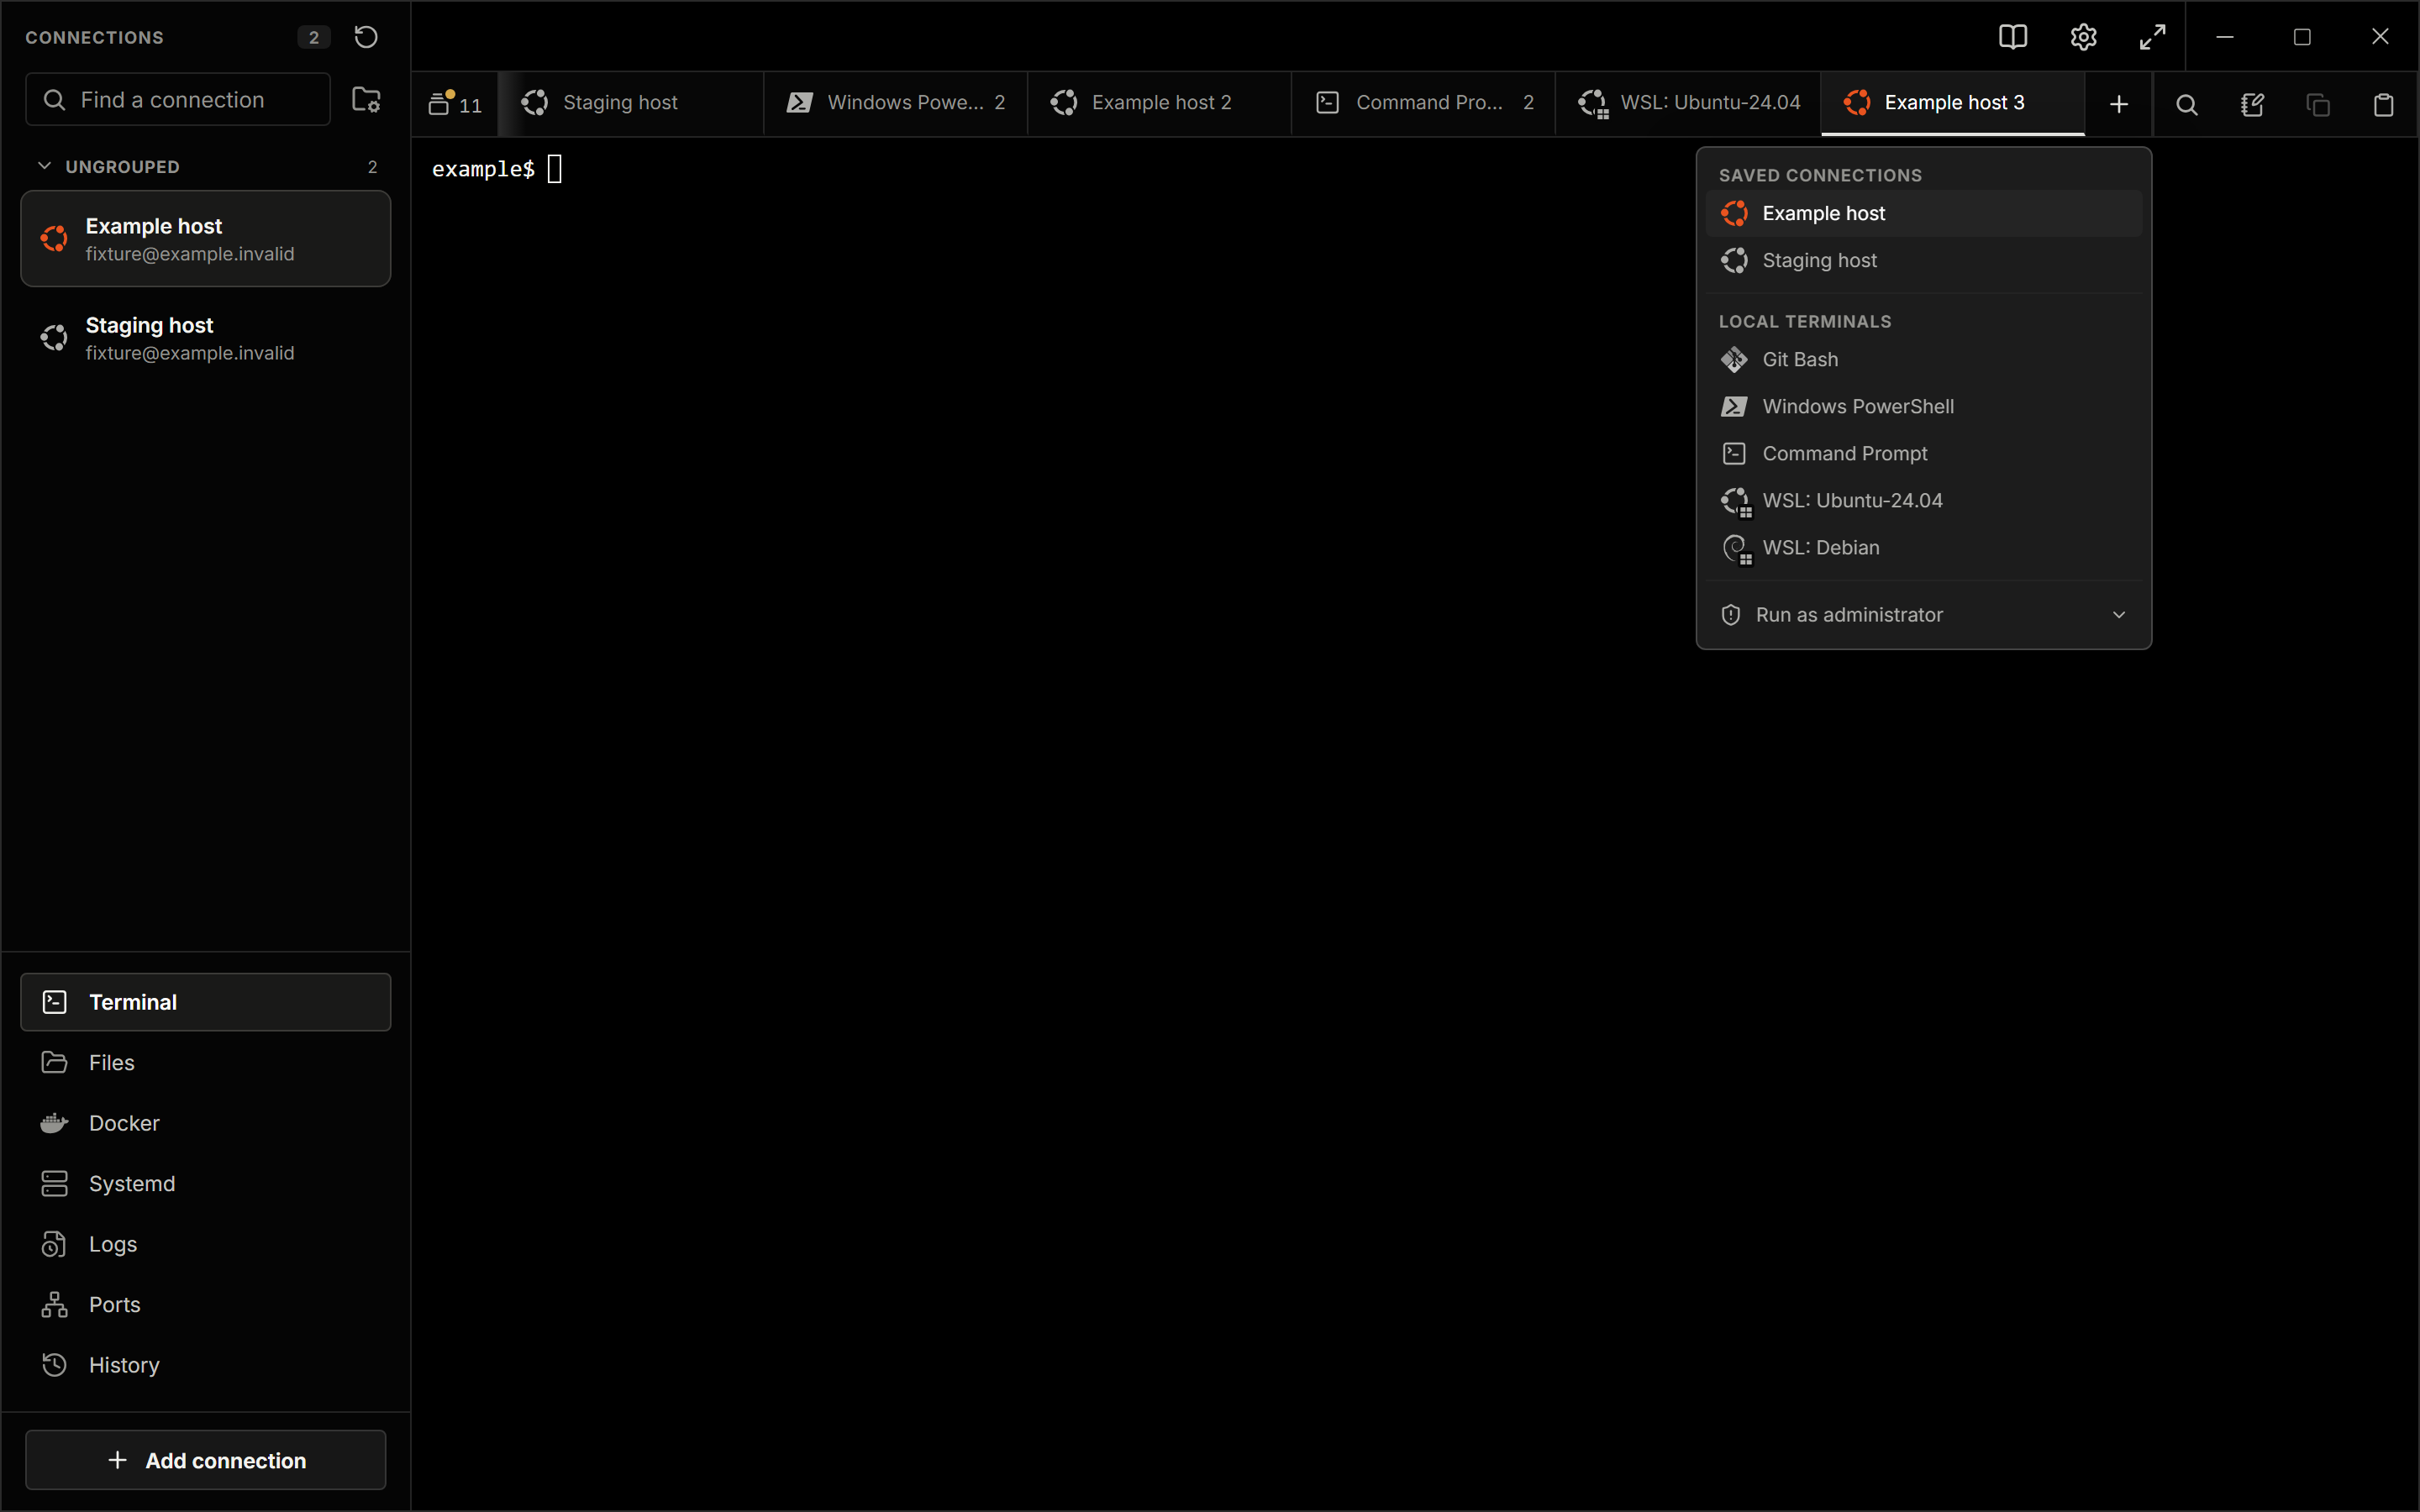 CONNECTIONS 2
Find a connection
UNGROUPED 2
Example host
fixture@example.invalid
Staging host
fixture@example.invalid
Terminal
Files
Docker
Systemd
Logs
Ports
History
Add connection
11 Staging host Windows Powe... 2 Example host 2 Command Pro... 2 WSL: Ubuntu-24.04 Example host 3
example$
SAVED CONNECTIONS
Example host
Staging host
LOCAL TERMINALS
Git Bash
Windows PowerShell
Command Prompt
WSL: Ubuntu-24.04
WSL: Debian
Run as administrator